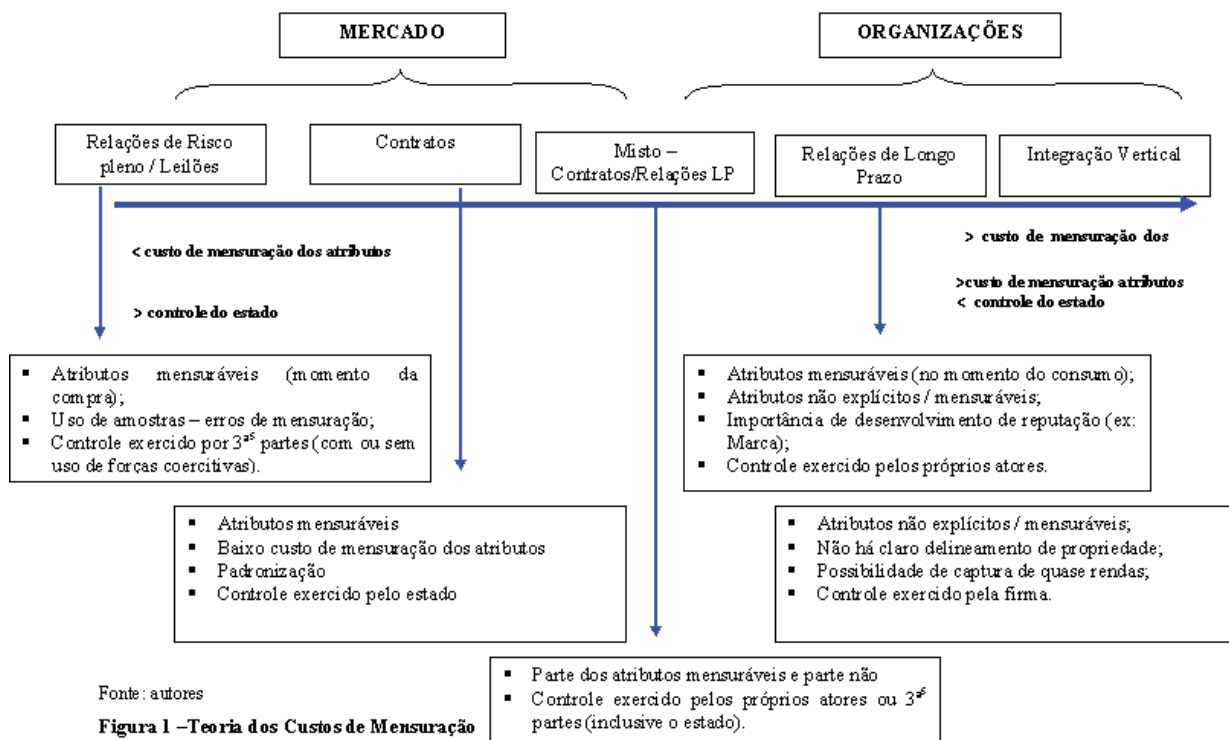 MERCADO
ORGANIZAÇÕES
Relações de Risco
pleno / Leilões
Contratos
Misto –
Contratos/Relações LP
Relações de Longo
Prazo
Integração Vertical
< custo de mensuração dos atributos
> controle do estado
> custo de mensuração dos
>custo de mensuração atributos
< controle do estado
▪ Atributos mensuráveis (momento da
compra);
▪ Uso de amostras – erros de mensuração;
▪ Controle exercido por 3ªˢ partes (com ou sem
uso de forças coercitivas).
▪ Atributos mensuráveis (no momento do consumo);
▪ Atributos não explícitos / mensuráveis;
▪ Importância de desenvolvimento de reputação (ex:
Marca);
▪ Controle exercido pelos próprios atores.
▪ Atributos mensuráveis
▪ Baixo custo de mensuração dos atributos
▪ Padronização
▪ Controle exercido pelo estado
▪ Atributos não explícitos / mensuráveis;
▪ Não há claro delineamento de propriedade;
▪ Possibilidade de captura de quase rendas;
▪ Controle exercido pela firma.
▪ Parte dos atributos mensuráveis e parte não
▪ Controle exercido pelos próprios atores ou 3ªˢ
partes (inclusive o estado).
Fonte: autores
Figura 1 –Teoria dos Custos de Mensuração